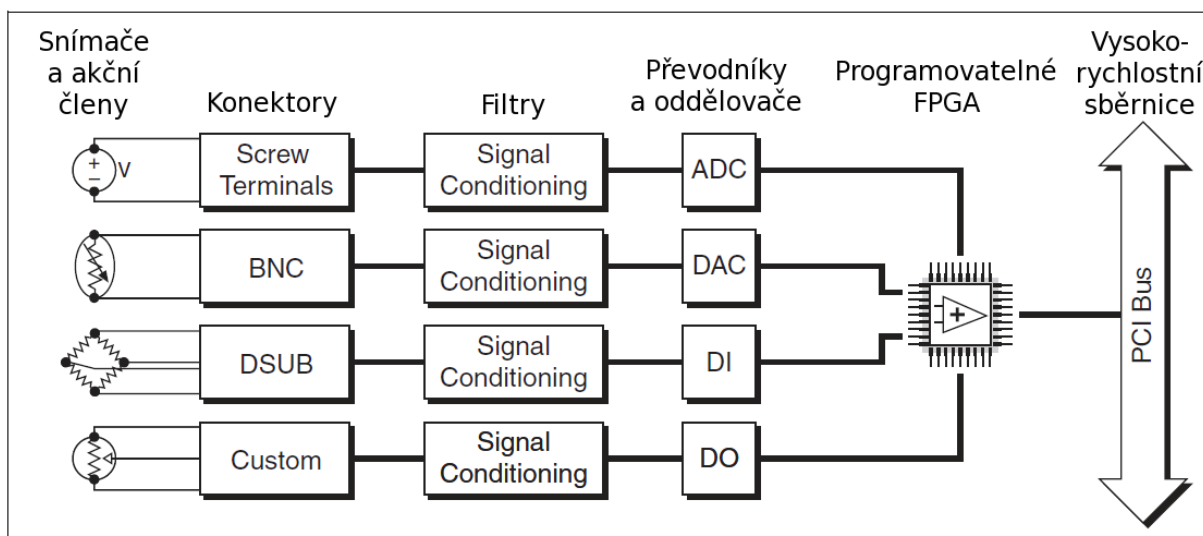 Snímače
a akční
členy
Konektory
Filtry
Převodníky
a oddělovače
Programovatelné
FPGA
Vysoko-
rychlostní
sběrnice
+
−
V
Screw
Terminals
Signal
Conditioning
ADC
BNC
Signal
Conditioning
DAC
DSUB
Signal
Conditioning
DI
Custom
Signal
Conditioning
DO
+
PCI Bus